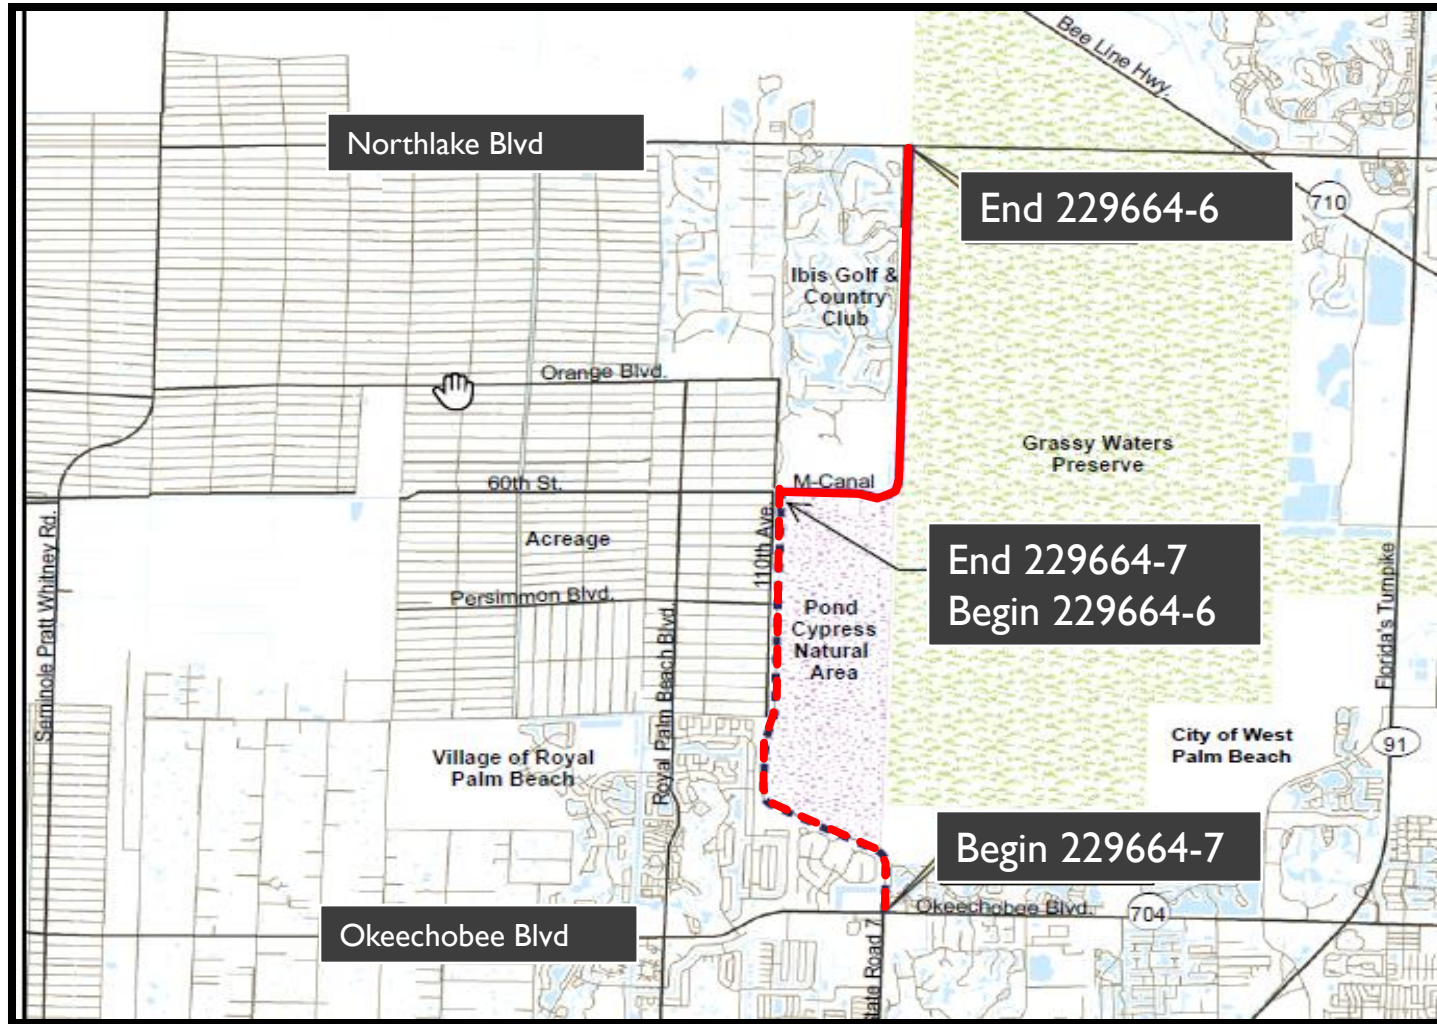 Bee Line Hwy.
Northlake Blvd
End 229664-6
710
Ibis Golf &
Country
Club
Orange Blvd.
Grassy Waters
Preserve
60th St.
M-Canal
Seminole Pratt Whitney Rd.
Acreage
110th Ave.
End 229664-7
Begin 229664-6
Persimmon Blvd.
Royal Palm Beach Blvd.
Pond
Cypress
Natural
Area
Florida's Turnpike
City of West
Palm Beach
91
Village of Royal
Palm Beach
Begin 229664-7
Okeechobee Blvd.
704
Okeechobee Blvd
State Road 7